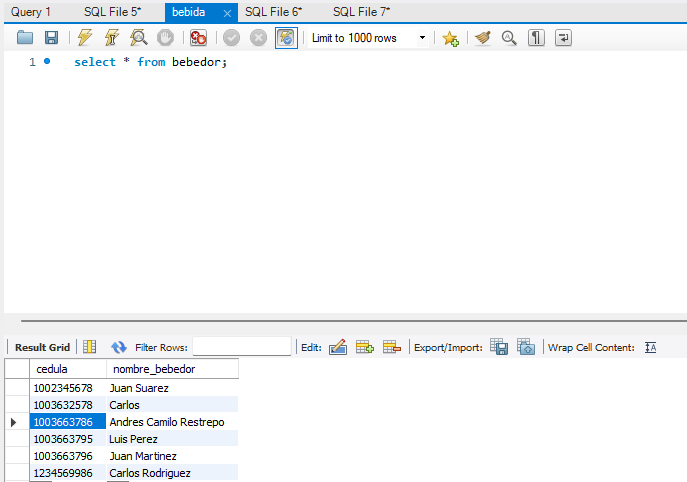 Query 1 SQL File 5* bebida SQL File 6* SQL File 7*
Limit to 1000 rows
1 select * from bebedor;
Result Grid Filter Rows: Edit: Export/Import: Wrap Cell Content:
cedula nombre_bebedor
1002345678 Juan Suarez
1003632578 Carlos
1003663786 Andres Camilo Restrepo
1003663795 Luis Perez
1003663796 Juan Martinez
1234569986 Carlos Rodriguez